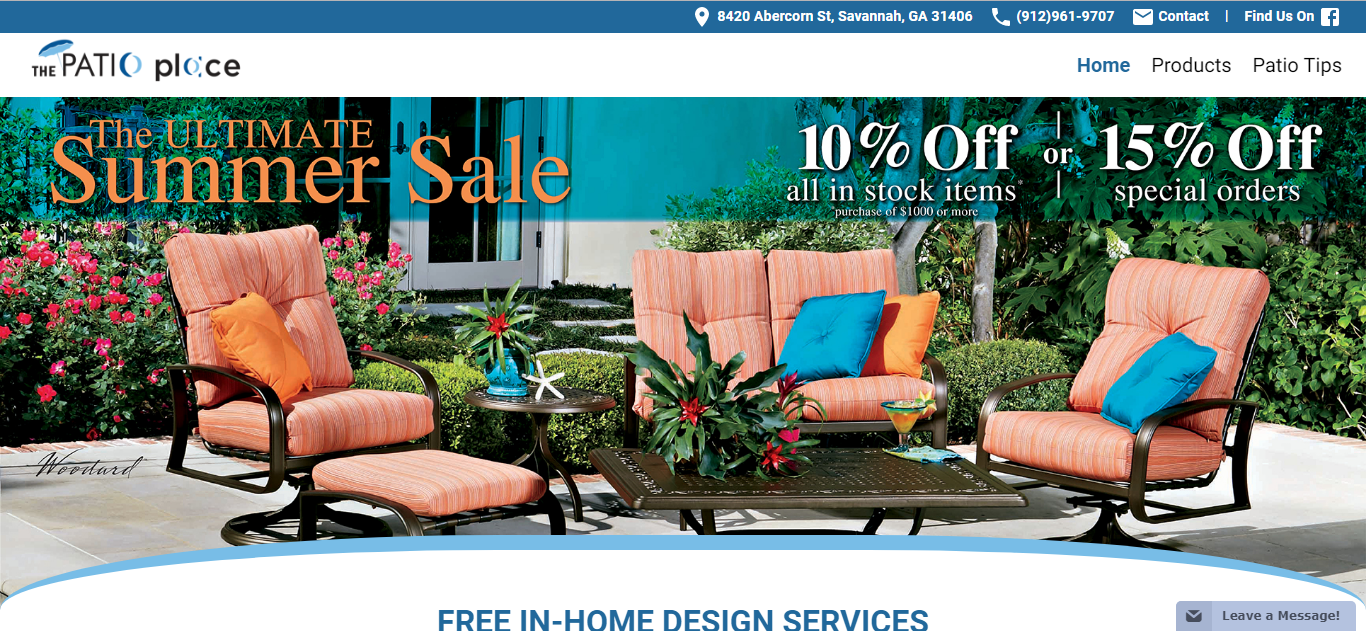 8420 Abercorn St, Savannah, GA 31406 (912)961-9707 Contact | Find Us On
THE PATIO place
Home Products Patio Tips
The ULTIMATE
Summer Sale
10% Off or 15% Off
all in stock items* special orders
purchase of $1000 or more
Woodard
FREE IN-HOME DESIGN SERVICES
Leave a Message!